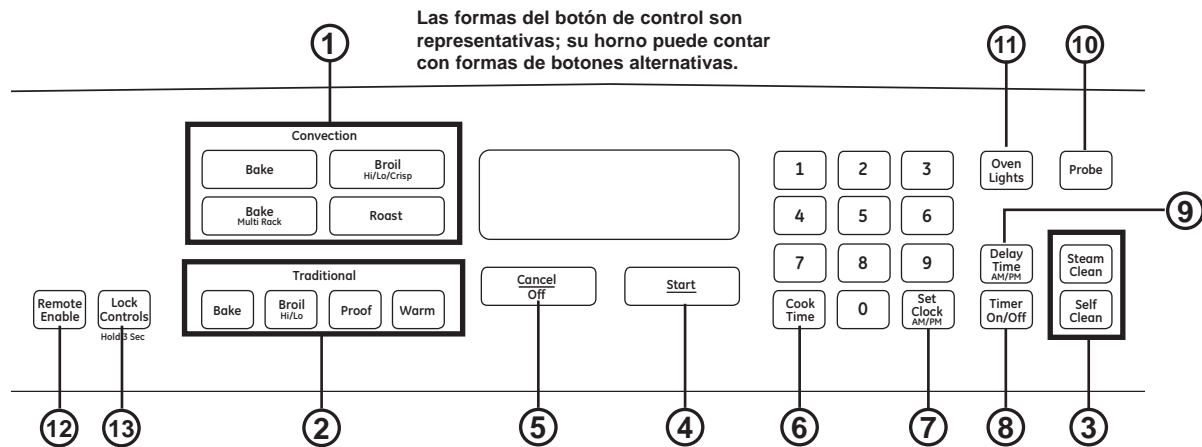 Las formas del botón de control son
representativas; su horno puede contar
con formas de botones alternativas.
1
11
10
Convection
Bake
Broil
Hi/Lo/Crisp
Bake
Multi Rack
Roast
1 2 3
4 5 6
7 8 9
0
Oven
Lights
Probe
9
Delay
Time
AM/PM
Steam
Clean
Traditional
Bake
Broil
Hi/Lo
Proof
Warm
Cancel
Off
Start
Remote
Enable
Lock
Controls
Hold 3 Sec
Cook
Time
Set
Clock
AM/PM
Timer
On/Off
Self
Clean
12
13
2
5
4
6
7
8
3